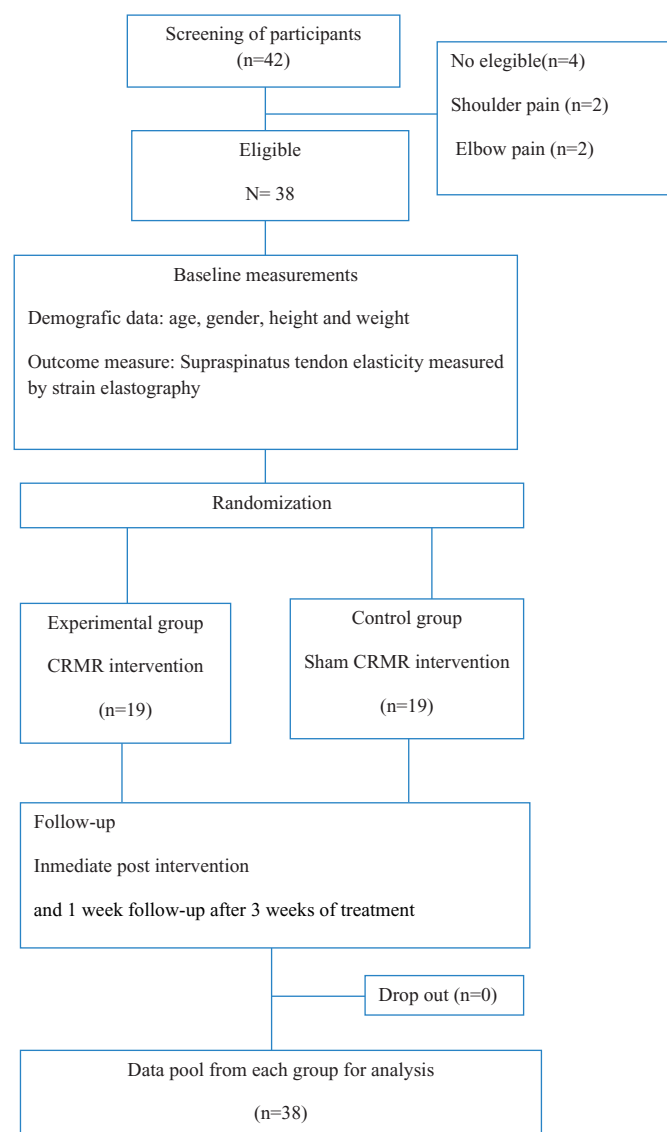 Screening of participants
(n=42)
No elegible(n=4)
Shoulder pain (n=2)
Elbow pain (n=2)
Eligible
N= 38
Baseline measurements
Demografic data: age, gender, height and weight
Outcome measure: Supraspinatus tendon elasticity measured
by strain elastography
Randomization
Experimental group
CRMR intervention
(n=19)
Control group
Sham CRMR intervention
(n=19)
Follow-up
Inmediate post intervention
and 1 week follow-up after 3 weeks of treatment
Drop out (n=0)
Data pool from each group for analysis
(n=38)